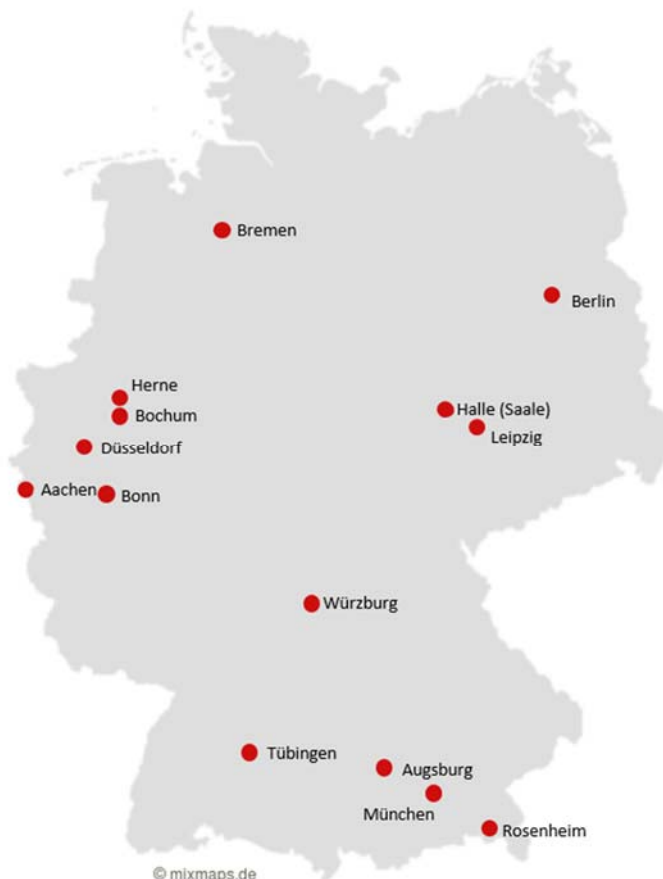 Bremen
Berlin
Herne
Bochum
Halle (Saale)
Düsseldorf
Leipzig
Aachen
Bonn
Würzburg
Tübingen
Augsburg
München
Rosenheim
© mixmaps.de